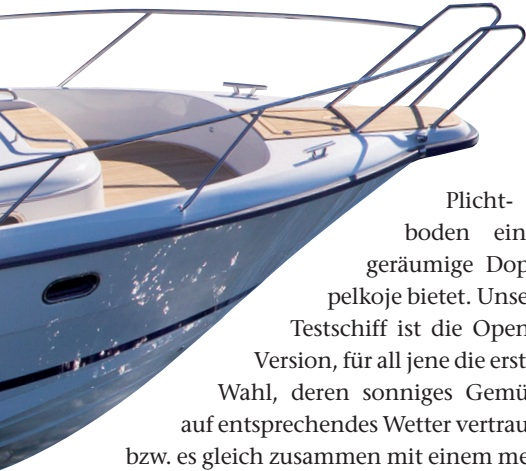 Plicht-
boden ein
geräumige Dop
pelkoje bietet. Unse
Testschiff ist die Open
Version, für all jene die erst
Wahl, deren sonniges Gemü
auf entsprechendes Wetter vertrau
bzw. es gleich zusammen mit einem me